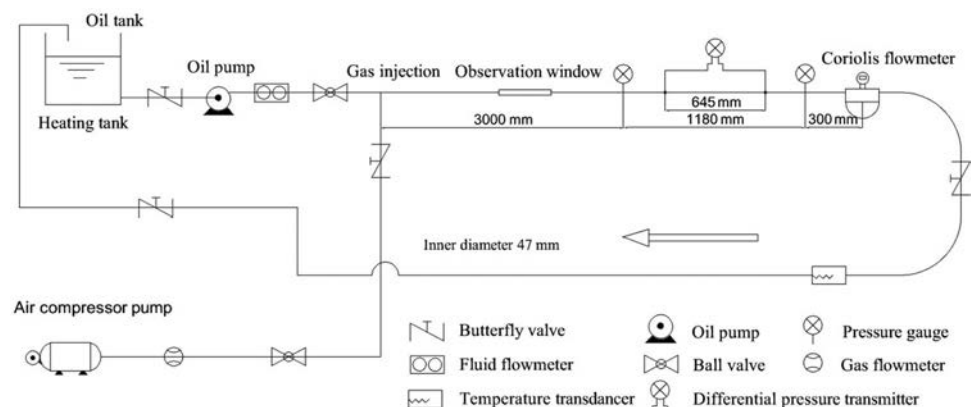 Oil tank
Oil pump
Gas injection
Observation window
Coriolis flowmeter
Heating tank
645 mm
3000 mm
1180 mm
300 mm
Inner diameter 47 mm
Air compressor pump
Butterfly valve
Oil pump
Pressure gauge
Fluid flowmeter
Ball valve
Gas flowmeter
Temperature transdancer
Differential pressure transmitter